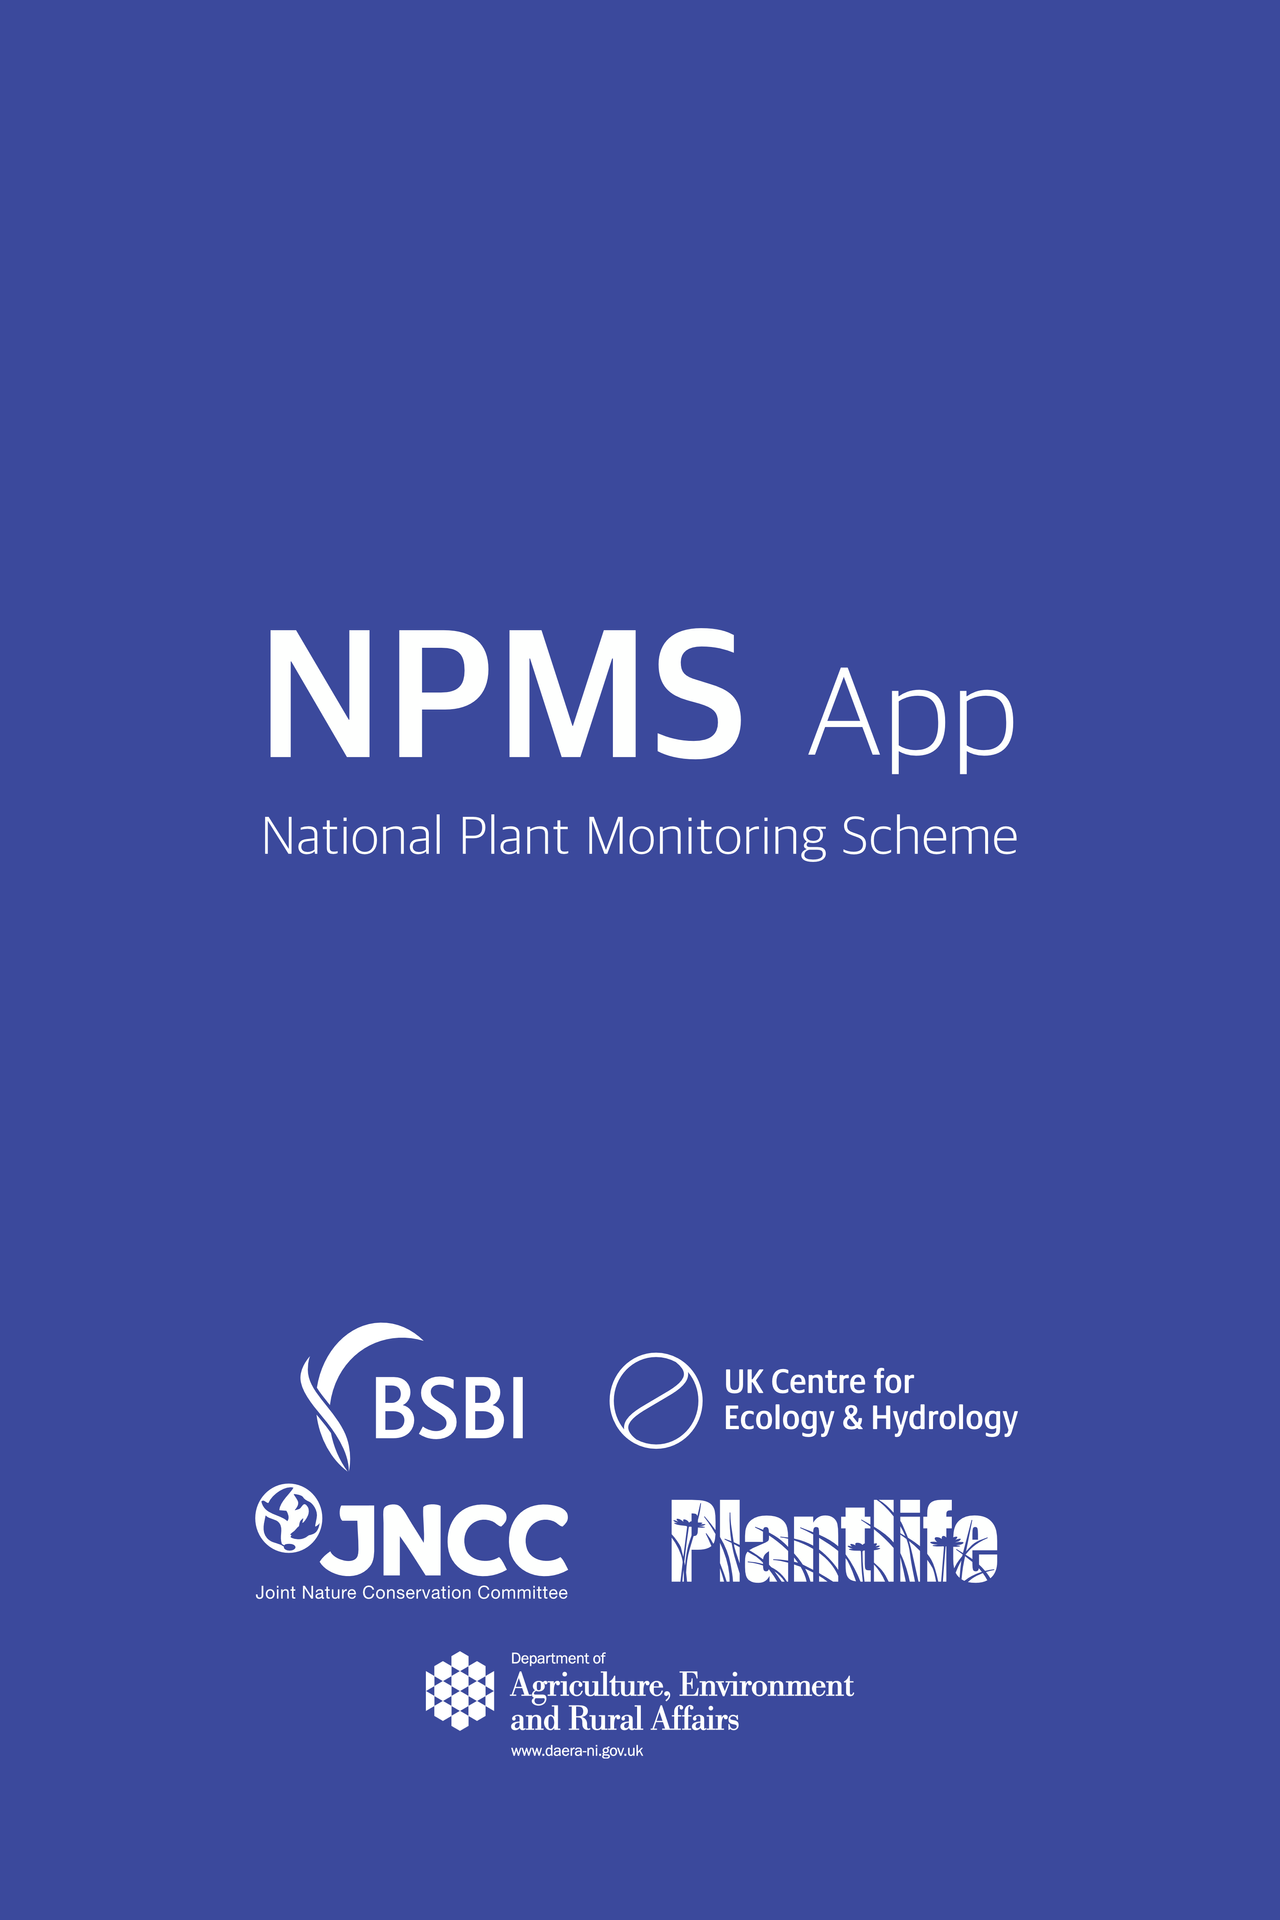 NPMS App
National Plant Monitoring Scheme
BSBI
UK Centre for
Ecology & Hydrology
JNCC
Joint Nature Conservation Committee
Plantlife
Department of
Agriculture, Environment
and Rural Affairs
www.daera-ni.gov.uk